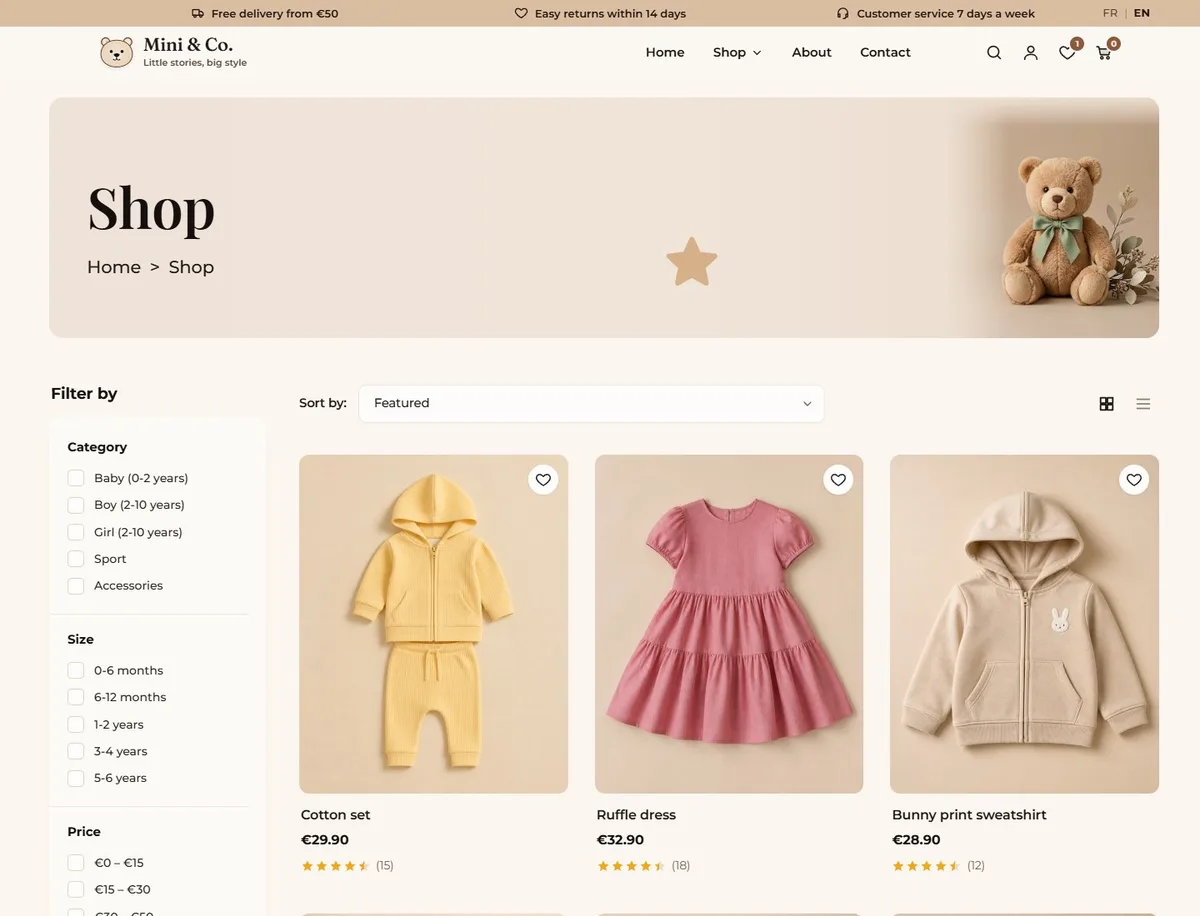 Free delivery from €50
Easy returns within 14 days
Customer service 7 days a week
FR | EN
Mini & Co.
Little stories, big style
Home
Shop
About
Contact
1
0
Shop
Home > Shop
Filter by
Sort by:
Featured
Category
Baby (0-2 years)
Boy (2-10 years)
Girl (2-10 years)
Sport
Accessories
Size
0-6 months
6-12 months
1-2 years
3-4 years
5-6 years
Price
€0 – €15
€15 – €30
€30 – €50
Cotton set
€29.90
(15)
Ruffle dress
€32.90
(18)
Bunny print sweatshirt
€28.90
(12)